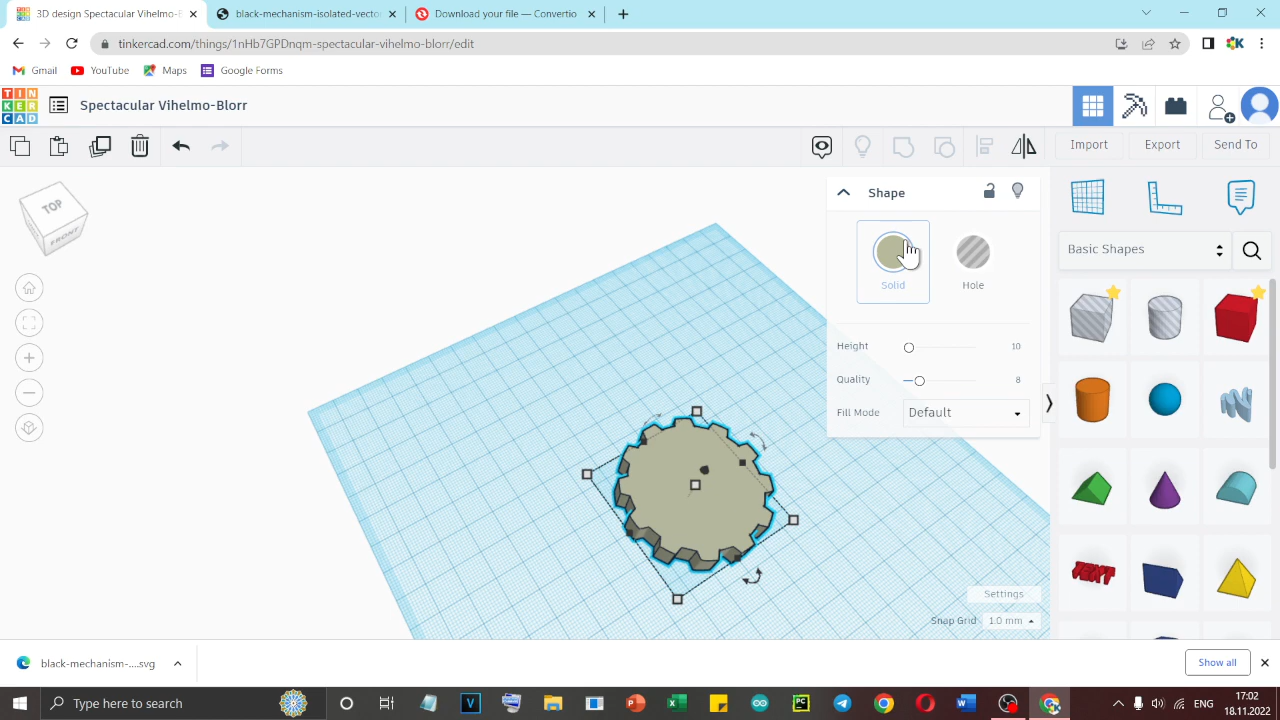 3D design Spectacular Vihelmo-E
black-mechanism-isolated-vecto
Download your file — Convertio
tinkercad.com/things/1nHb7GPDnqm-spectacular-vihelmo-blorr/edit
Gmail
YouTube
Maps
Google Forms
TIN
KER
CAD
Spectacular Vihelmo-Blorr
Import
Export
Send To
TOP
FRONT
Shape
Solid
Hole
Height 10
Quality 8
Fill Mode Default
Basic Shapes
TEXT
Settings
Snap Grid 1.0 mm
black-mechanism-....svg
Show all
Type here to search
ENG
17:02
18.11.2022